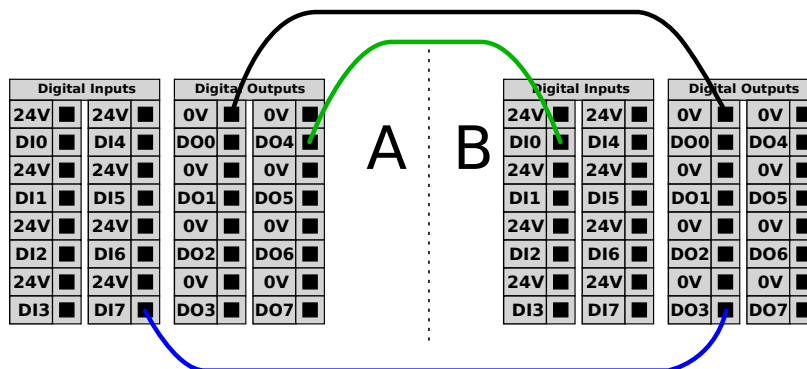 Digital Inputs Digital Outputs Digital Inputs Digital Outputs
24V 24V 0V 0V 24V 24V 0V 0V
DI0 DI4 DO0 DO4 A B DI0 DI4 DO0 DO4
24V 24V 0V 0V 24V 24V 0V 0V
DI1 DI5 DO1 DO5 DI1 DI5 DO1 DO5
24V 24V 0V 0V 24V 24V 0V 0V
DI2 DI6 DO2 DO6 DI2 DI6 DO2 DO6
24V 24V 0V 0V 24V 24V 0V 0V
DI3 DI7 DO3 DO7 DI3 DI7 DO3 DO7